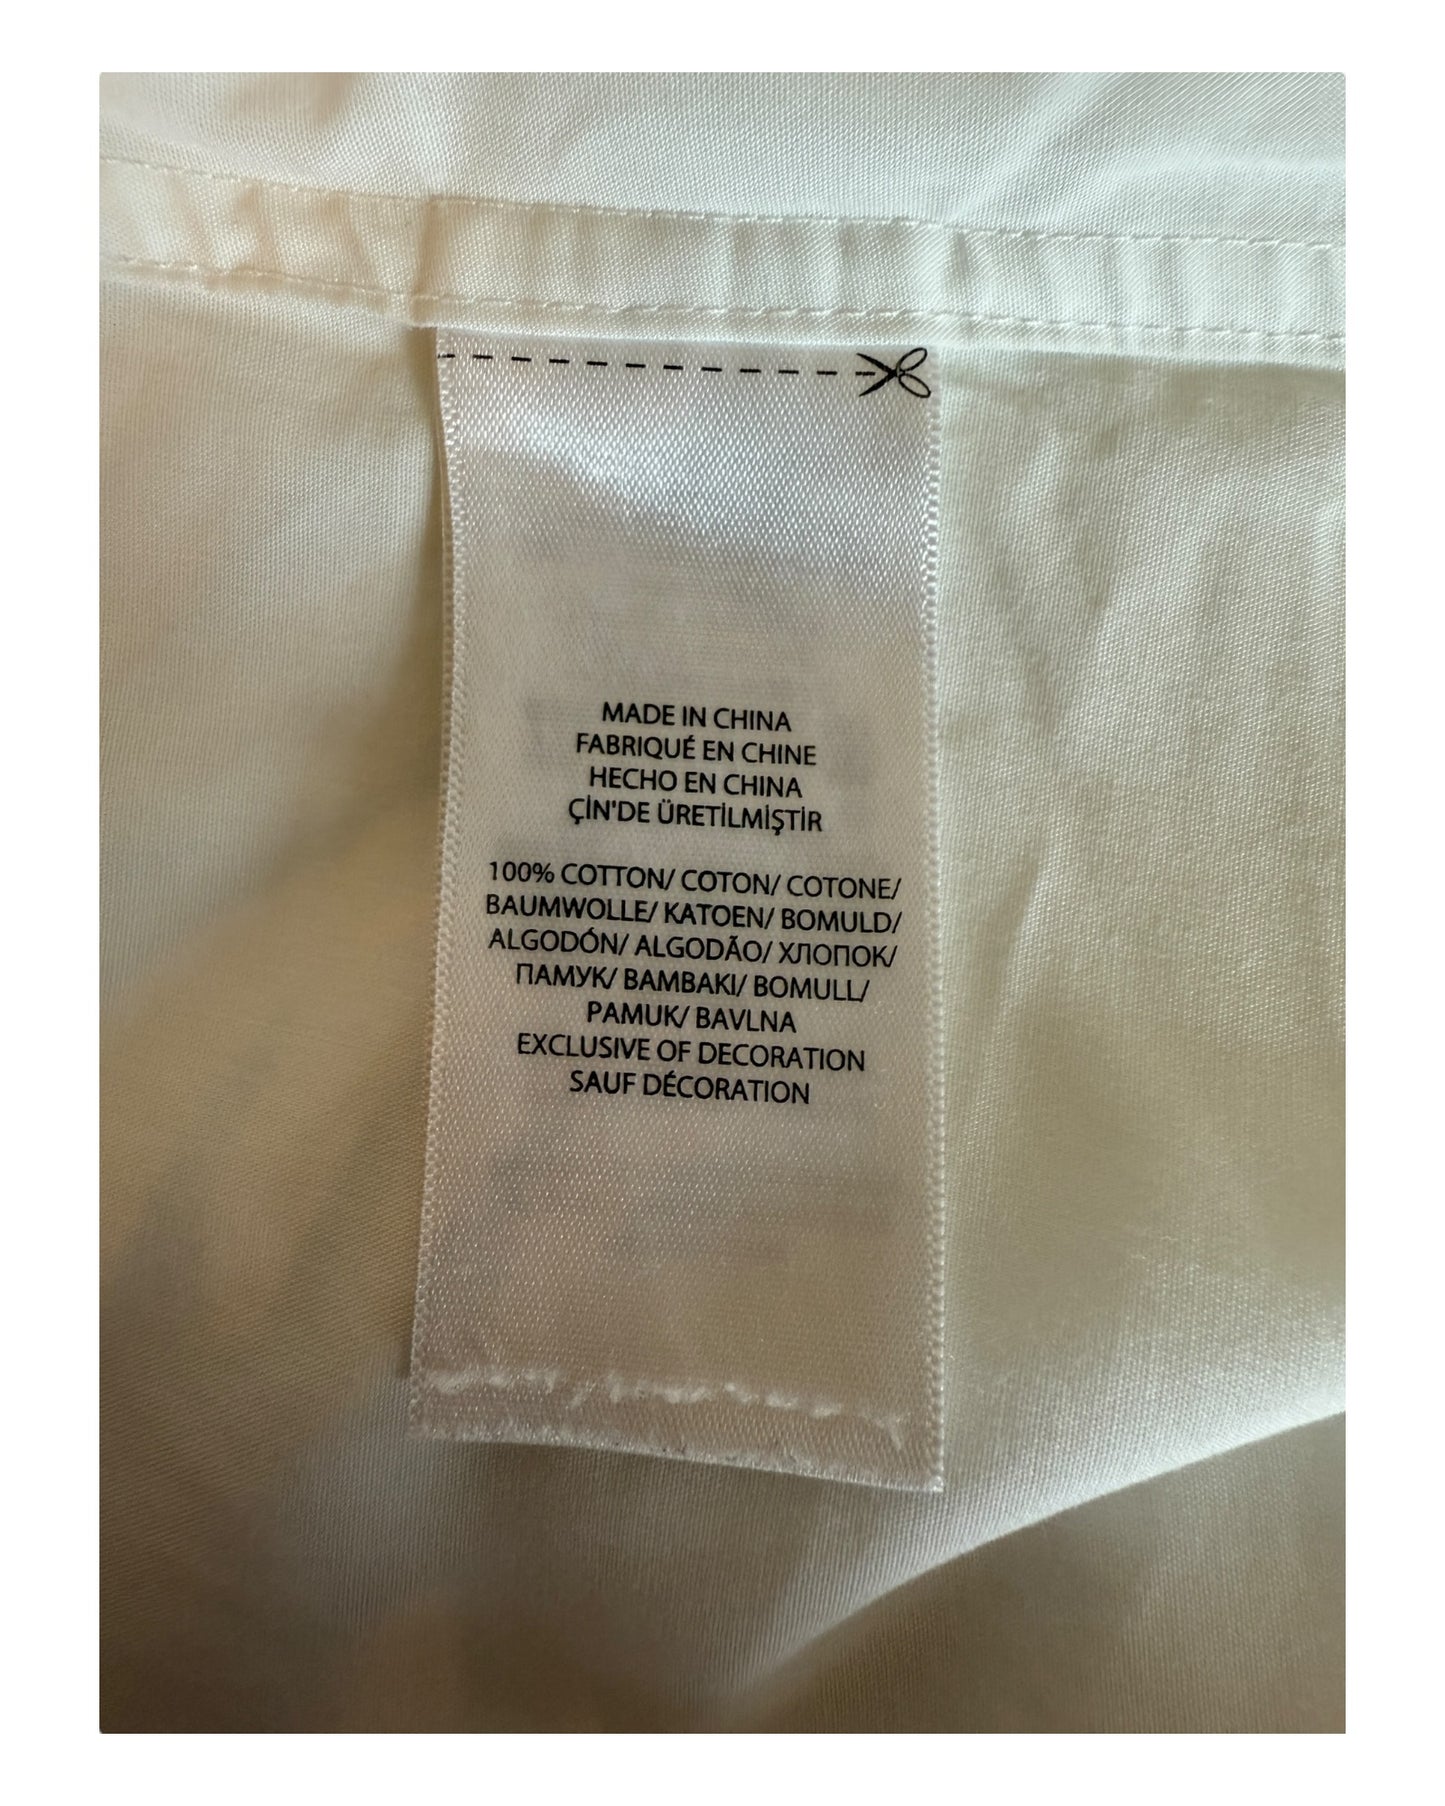 MADE IN CHINA
FABRIQUÉ EN CHINE
HECHO EN CHINA
ÇİN'DE ÜRETİLMİŞTİR
100% COTTON/ COTON/ COTONE/
BAUMWOLLE/ KATOEN/ BOMULD/
ALGODÓN/ ALGODÃO/ ХЛОПОК/
ПАМУК/ BAMBAKI/ BOMULL/
PAMUK/ BAVLNA
EXCLUSIVE OF DECORATION
SAUF DÉCORATION